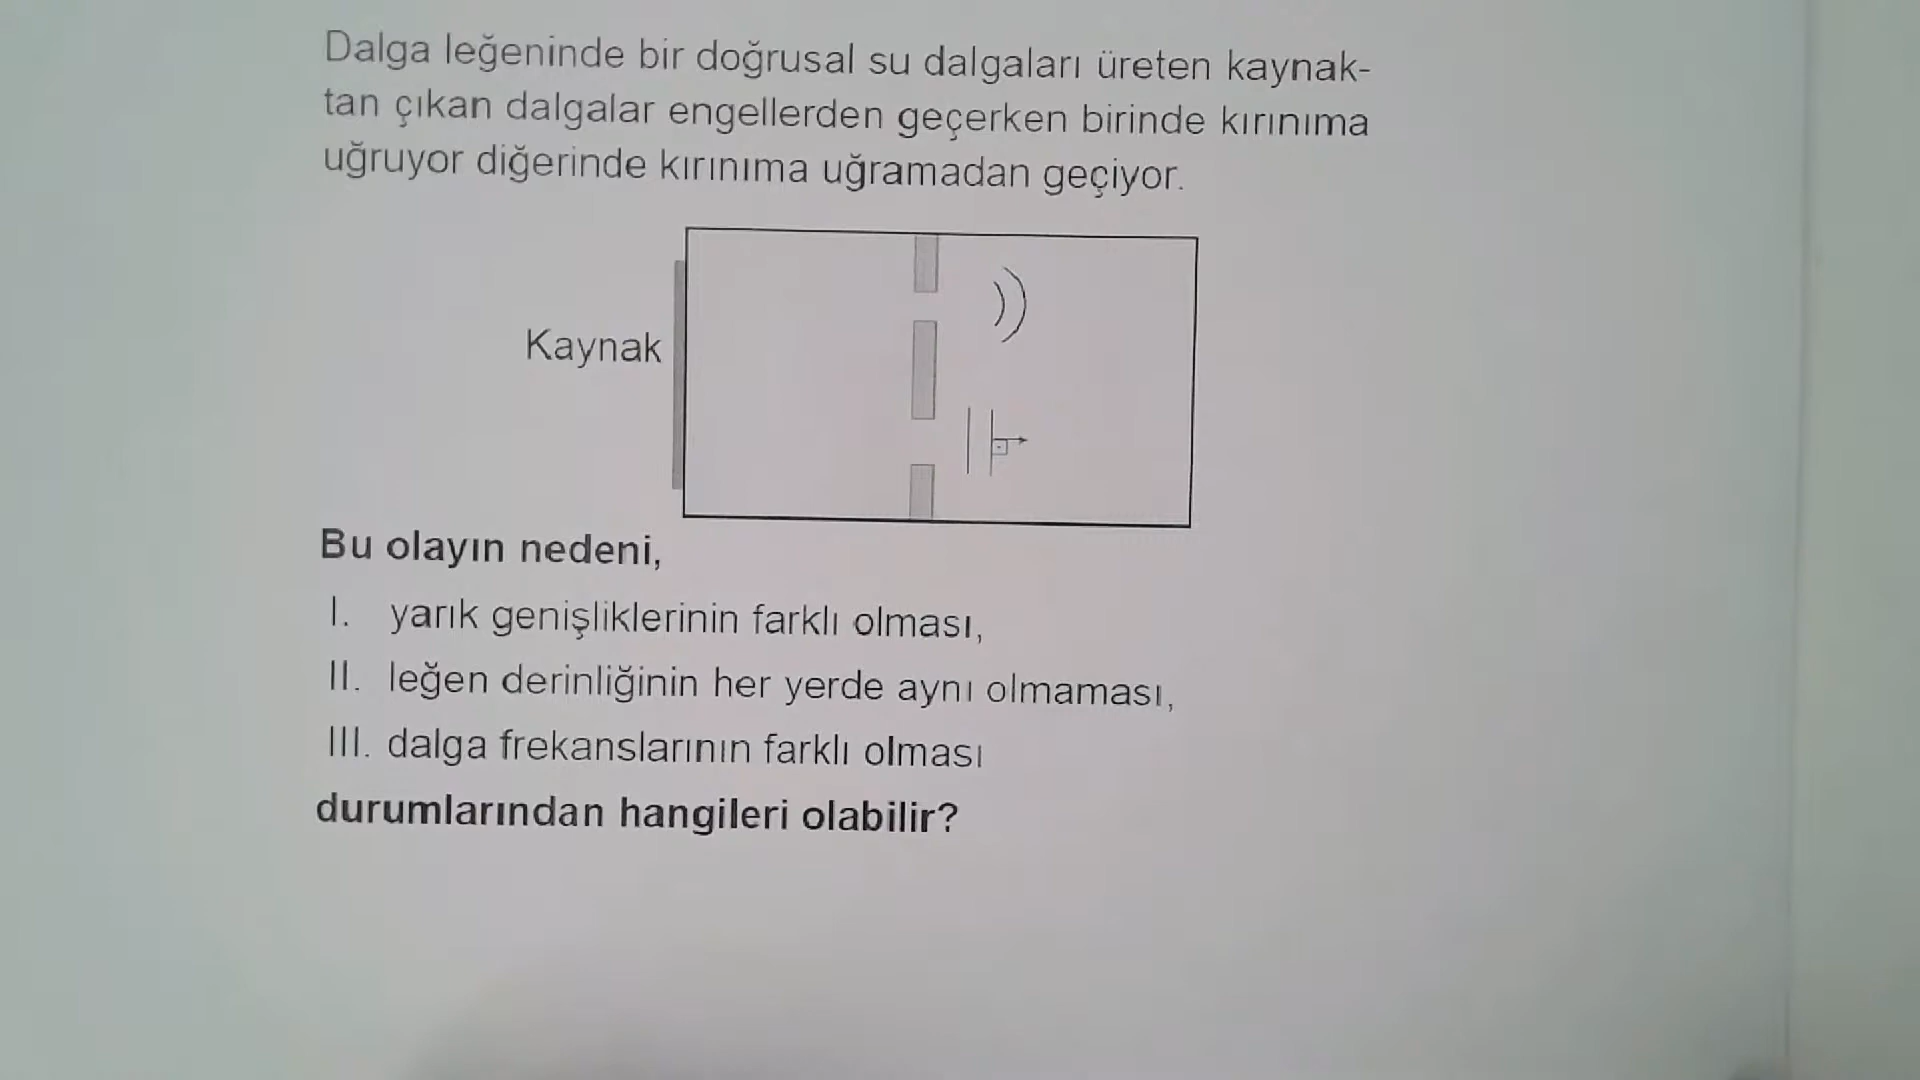 Dalga leğeninde bir doğrusal su dalgaları üreten kaynak-
tan çıkan dalgalar engellerden geçerken birinde kırınıma
uğruyor diğerinde kırınıma uğramadan geçiyor.
Kaynak
Bu olayın nedeni,
I. yarık genişliklerinin farklı olması,
II. leğen derinliğinin her yerde aynı olmaması,
III. dalga frekanslarının farklı olması
durumlarından hangileri olabilir?